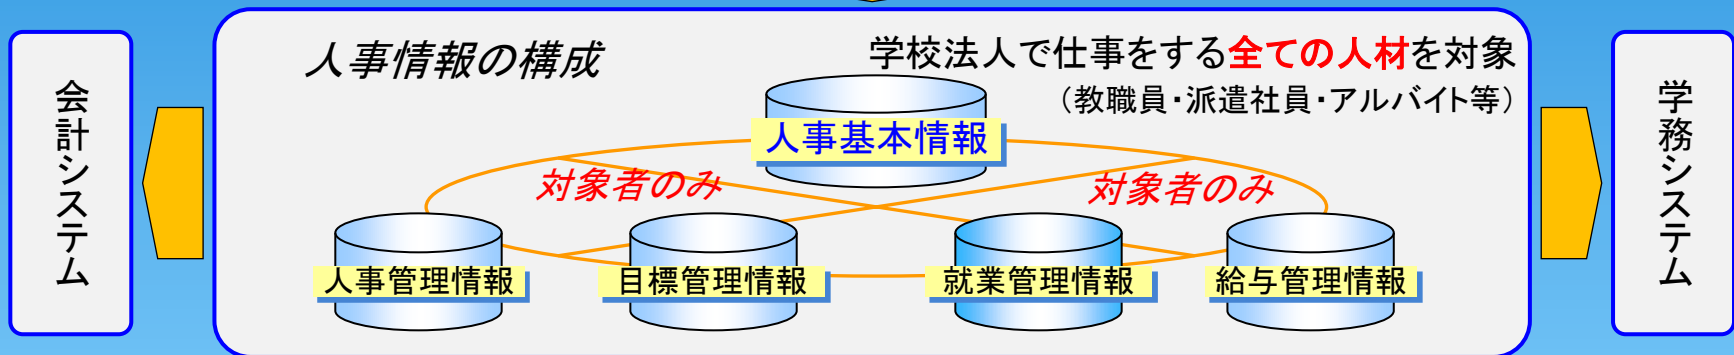 会計システム
人事情報の構成
学校法人で仕事をする全ての人材を対象
（教職員・派遣社員・アルバイト等）
人事基本情報
対象者のみ
対象者のみ
人事管理情報
目標管理情報
就業管理情報
給与管理情報
学務システム